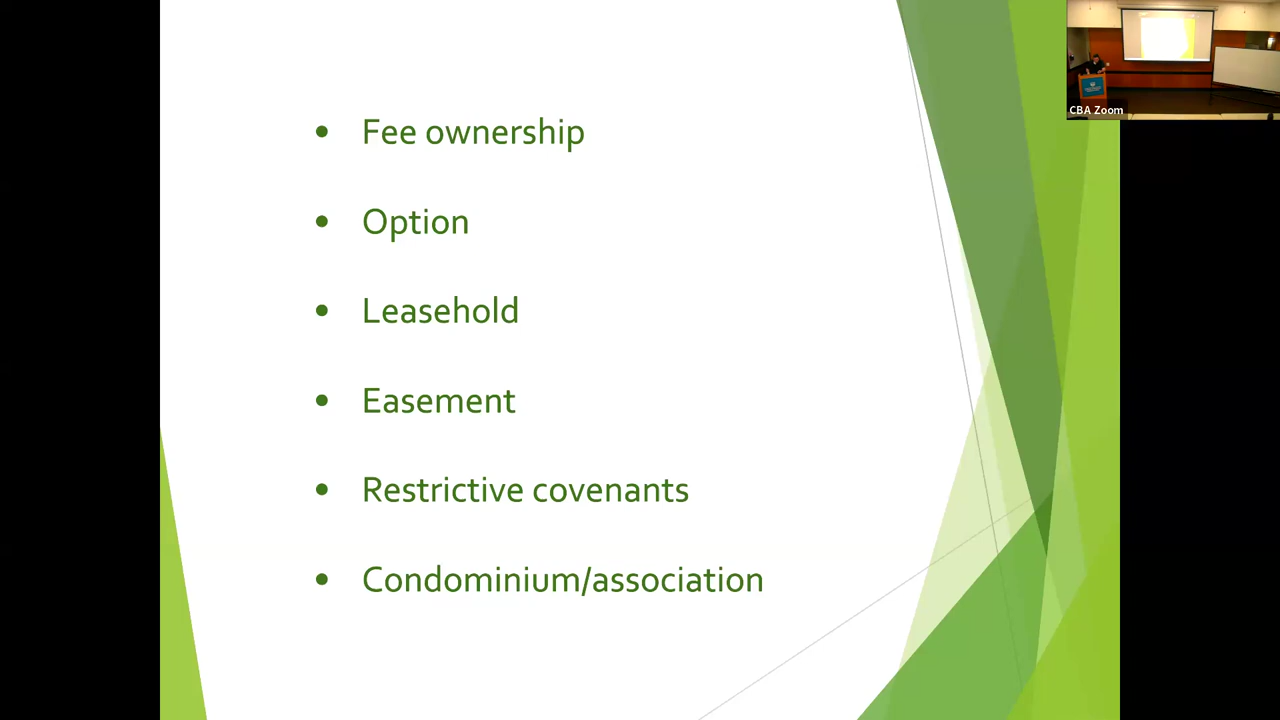 • Fee ownership
• Option
• Leasehold
• Easement
• Restrictive covenants
• Condominium/association
CBA Zoom